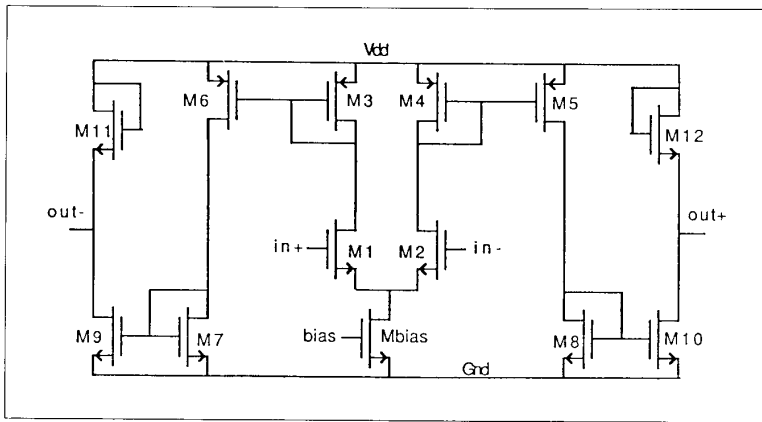 Vdd
M6 M3 M4 M5
M11 M12
out- out+
in+ M1 M2 in-
M9 M7 bias Mbias M8 M10
Gnd